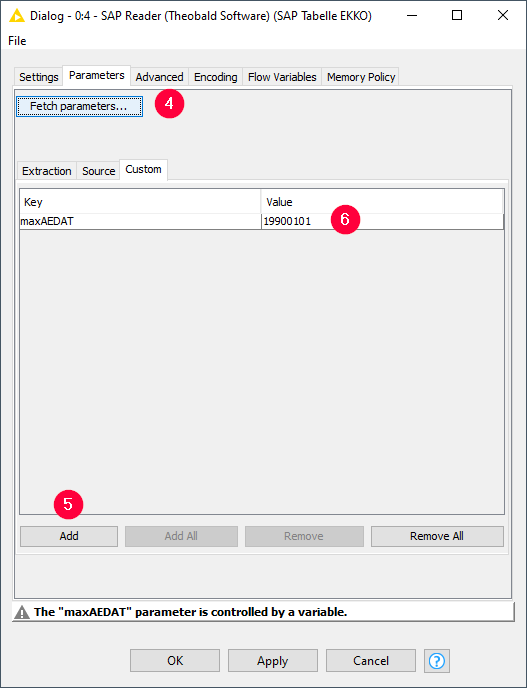 Dialog - 0:4 - SAP Reader (Theobald Software) (SAP Tabelle EKKO)
File
Settings Parameters Advanced Encoding Flow Variables Memory Policy
Fetch parameters... 4
Extraction Source Custom
Key Value
maxAEDAT 19900101 6
5
Add Add All Remove Remove All
The "maxAEDAT" parameter is controlled by a variable.
OK Apply Cancel ?